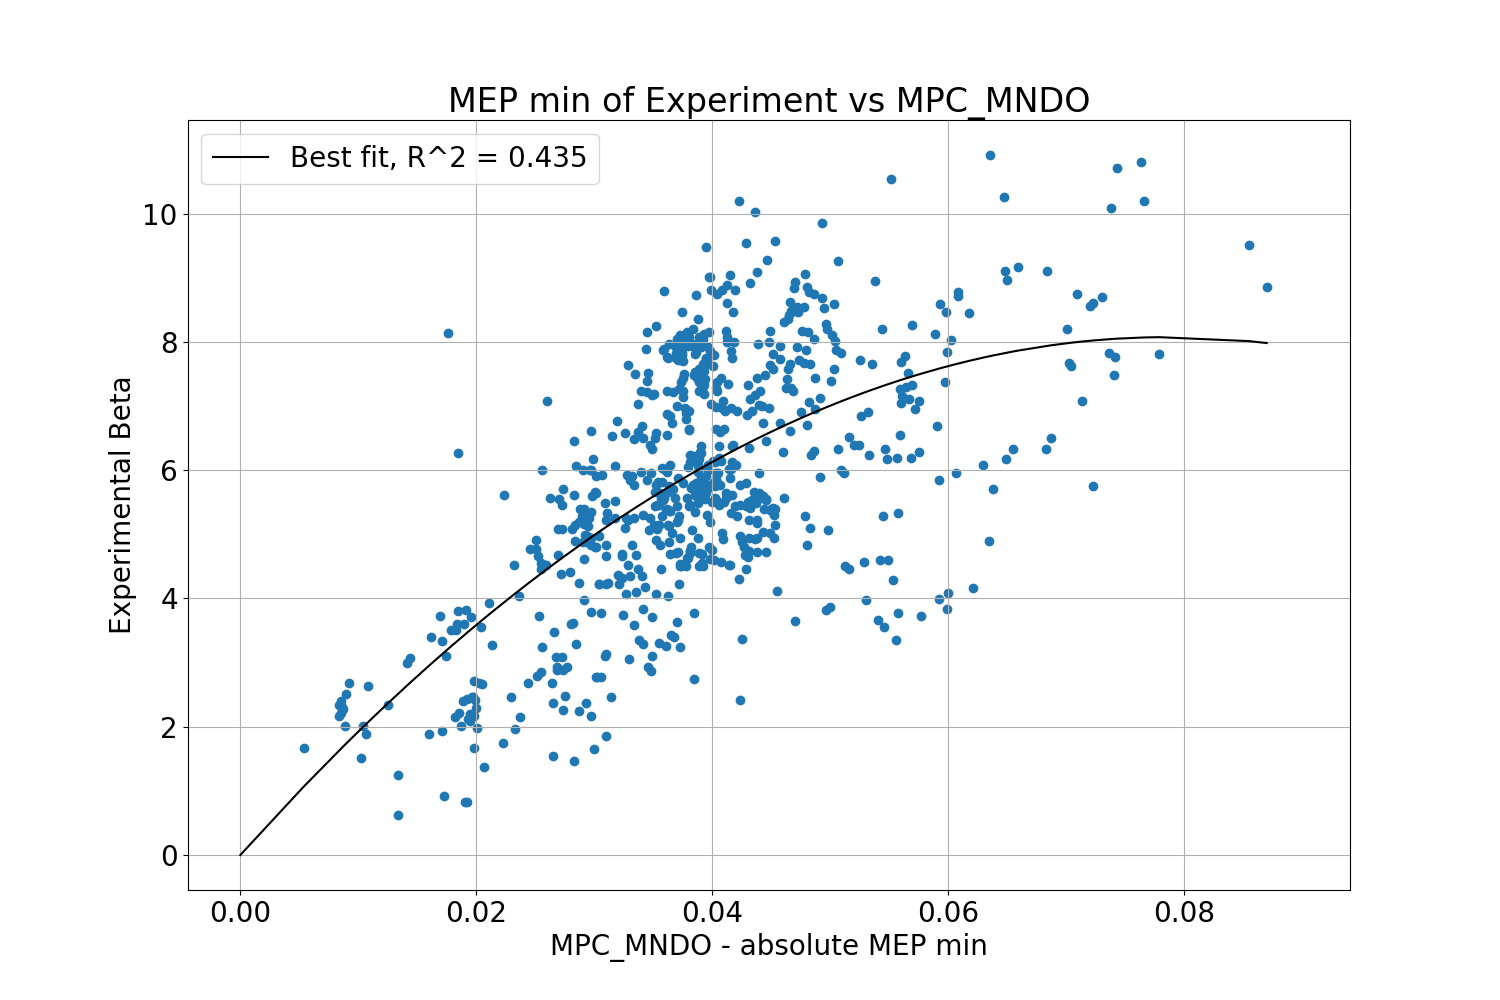 MEP min of Experiment vs MPC_MNDO
Best fit, R^2 = 0.435
Experimental Beta
10
8
6
4
2
0
0.00 0.02 0.04 0.06 0.08
MPC_MNDO - absolute MEP min